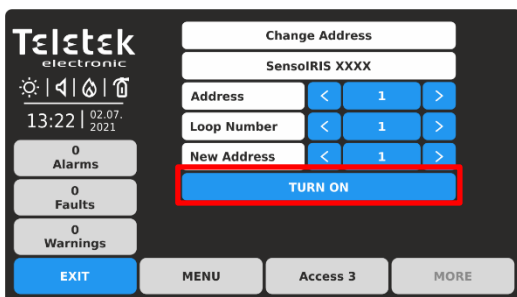 Teletek
electronic
13:22 02.07.
2021
0
Alarms
0
Faults
0
Warnings
Change Address
SensoIRIS XXXX
Address < 1 >
Loop Number < 1 >
New Address < 1 >
TURN ON
EXIT MENU Access 3 MORE